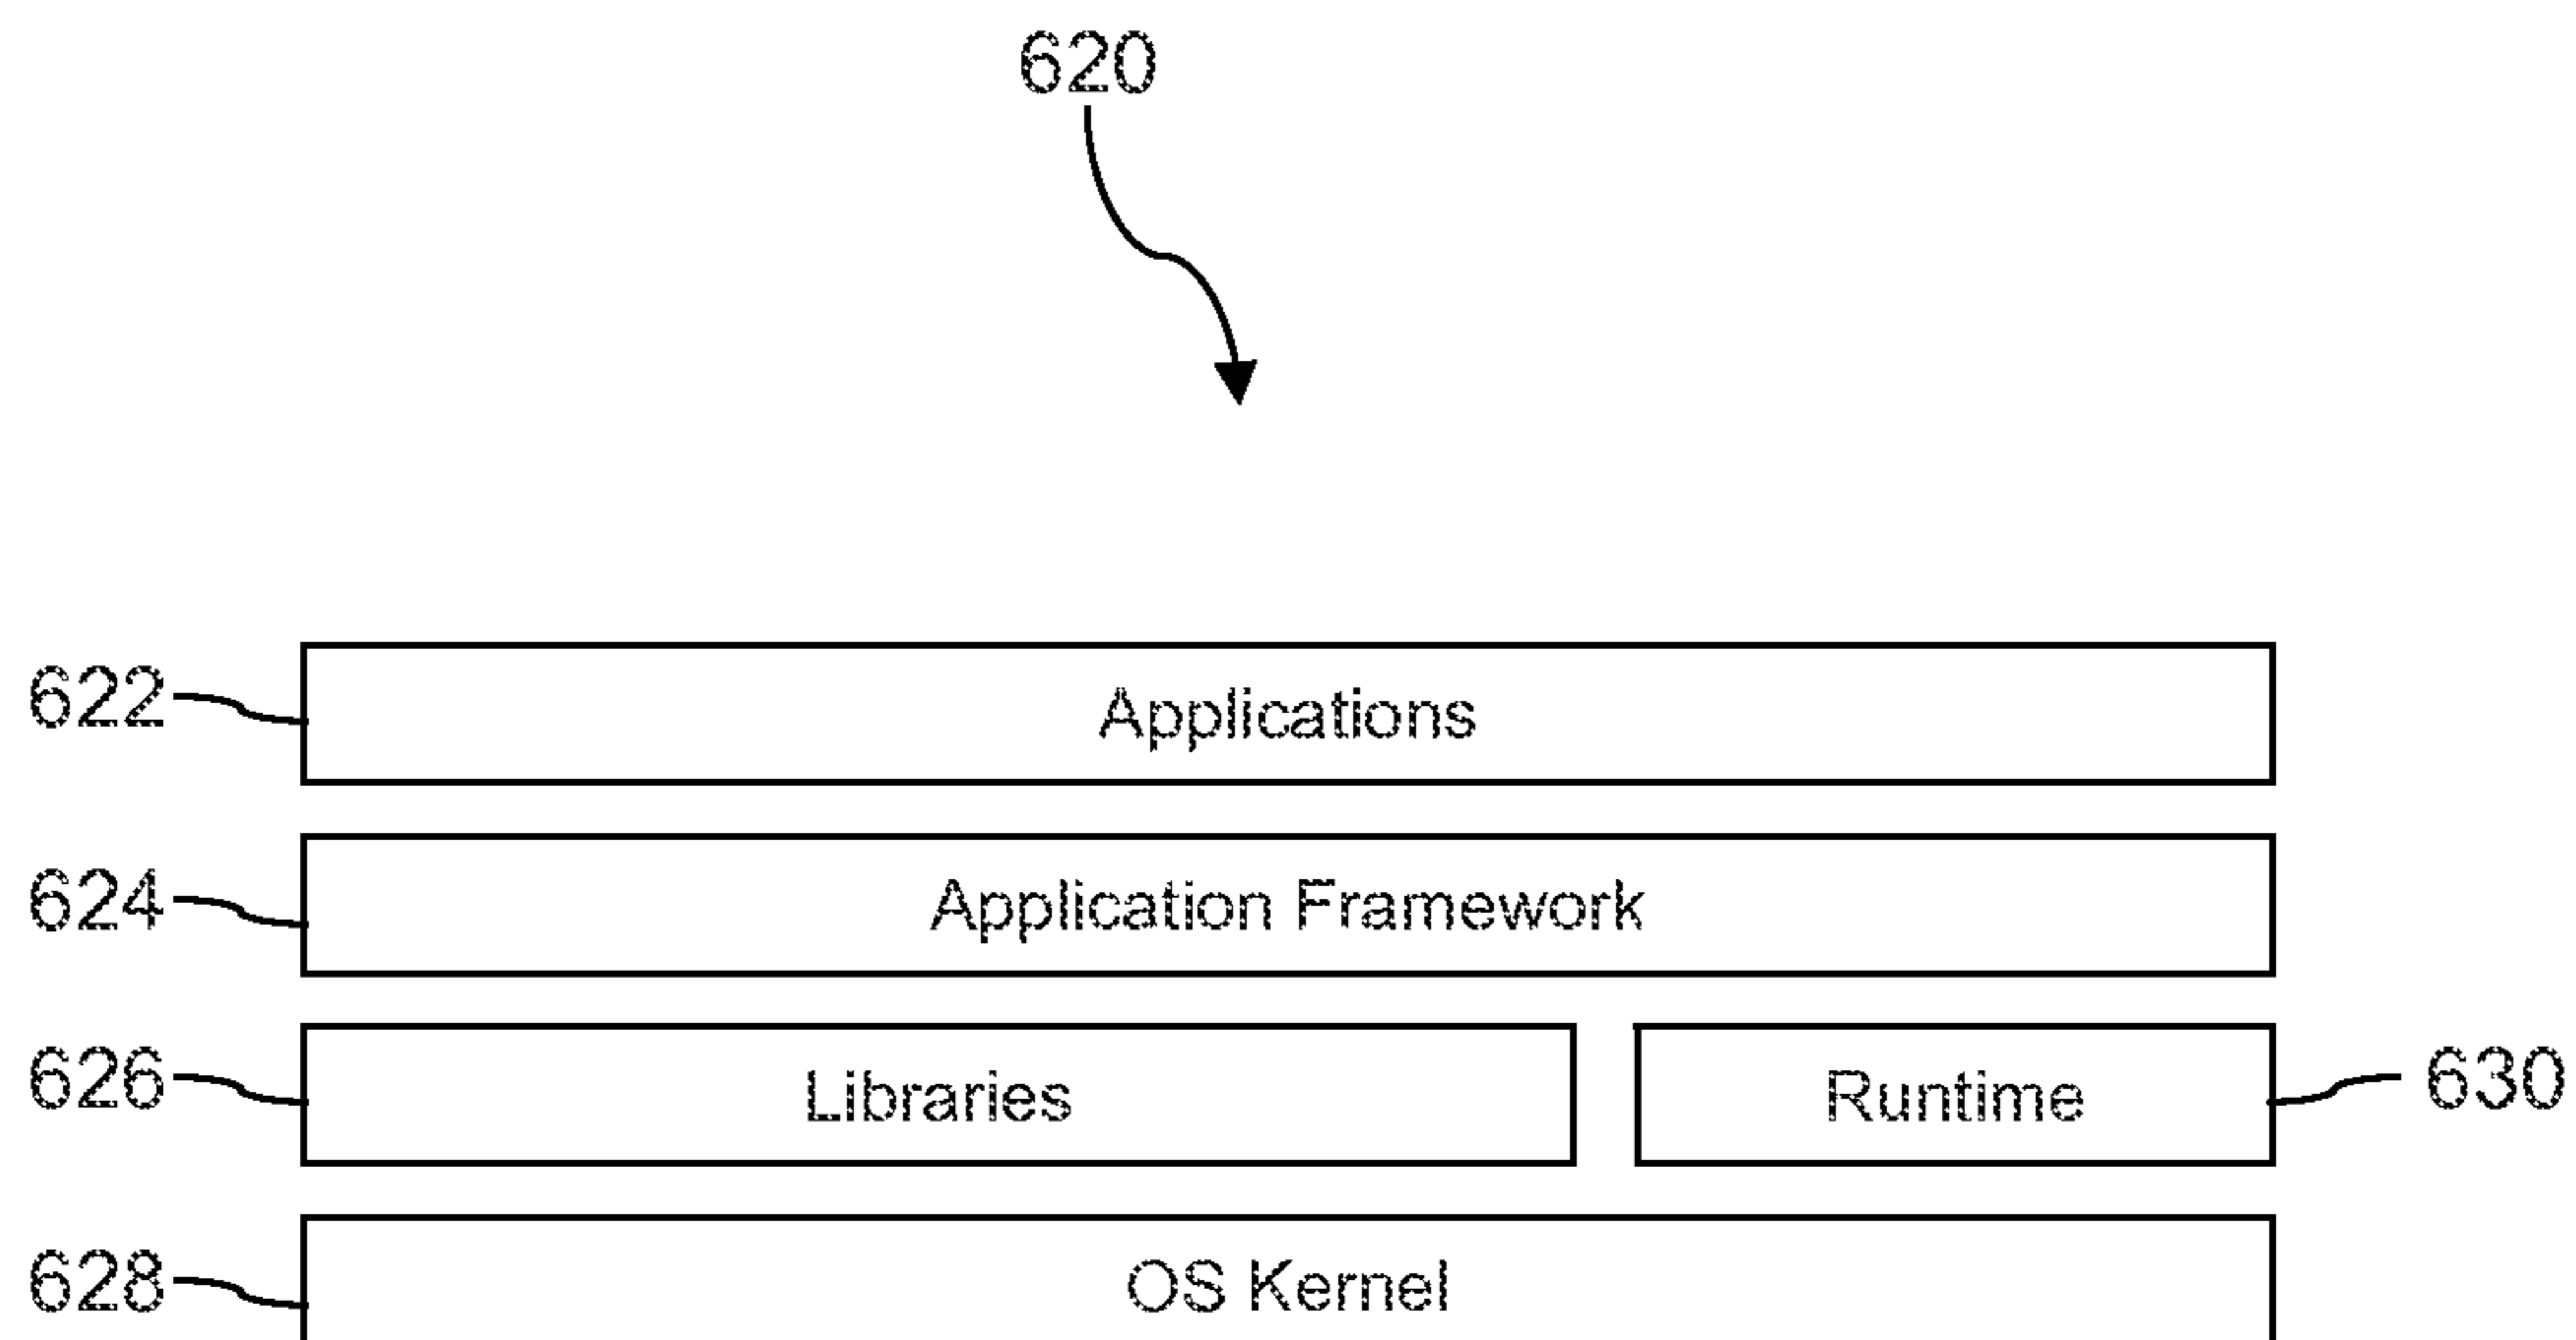 620
622 Applications
624 Application Framework
626 Libraries Runtime 630
628 OS Kernel